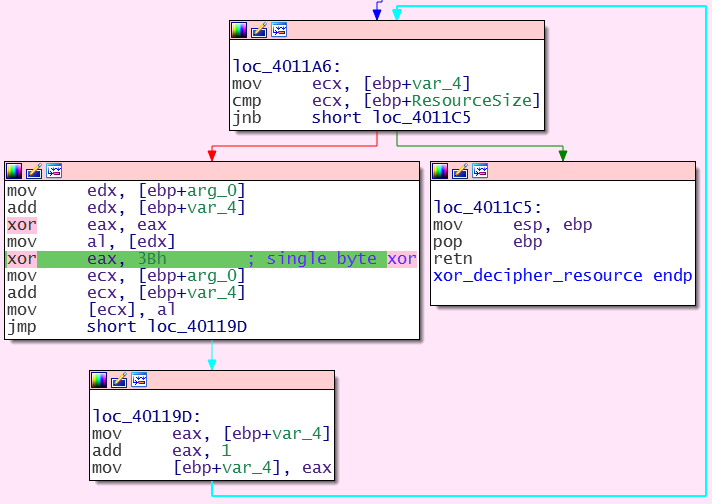 loc_4011A6:
mov ecx, [ebp+var_4]
cmp ecx, [ebp+ResourceSize]
jnb short loc_4011C5
mov edx, [ebp+arg_0]
add edx, [ebp+var_4]
xor eax, eax
mov al, [edx]
xor eax, 3Bh ; single byte xor
mov ecx, [ebp+arg_0]
add ecx, [ebp+var_4]
mov [ecx], al
jmp short loc_40119D
loc_4011C5:
mov esp, ebp
pop ebp
retn
xor_decipher_resource endp
loc_40119D:
mov eax, [ebp+var_4]
add eax, 1
mov [ebp+var_4], eax